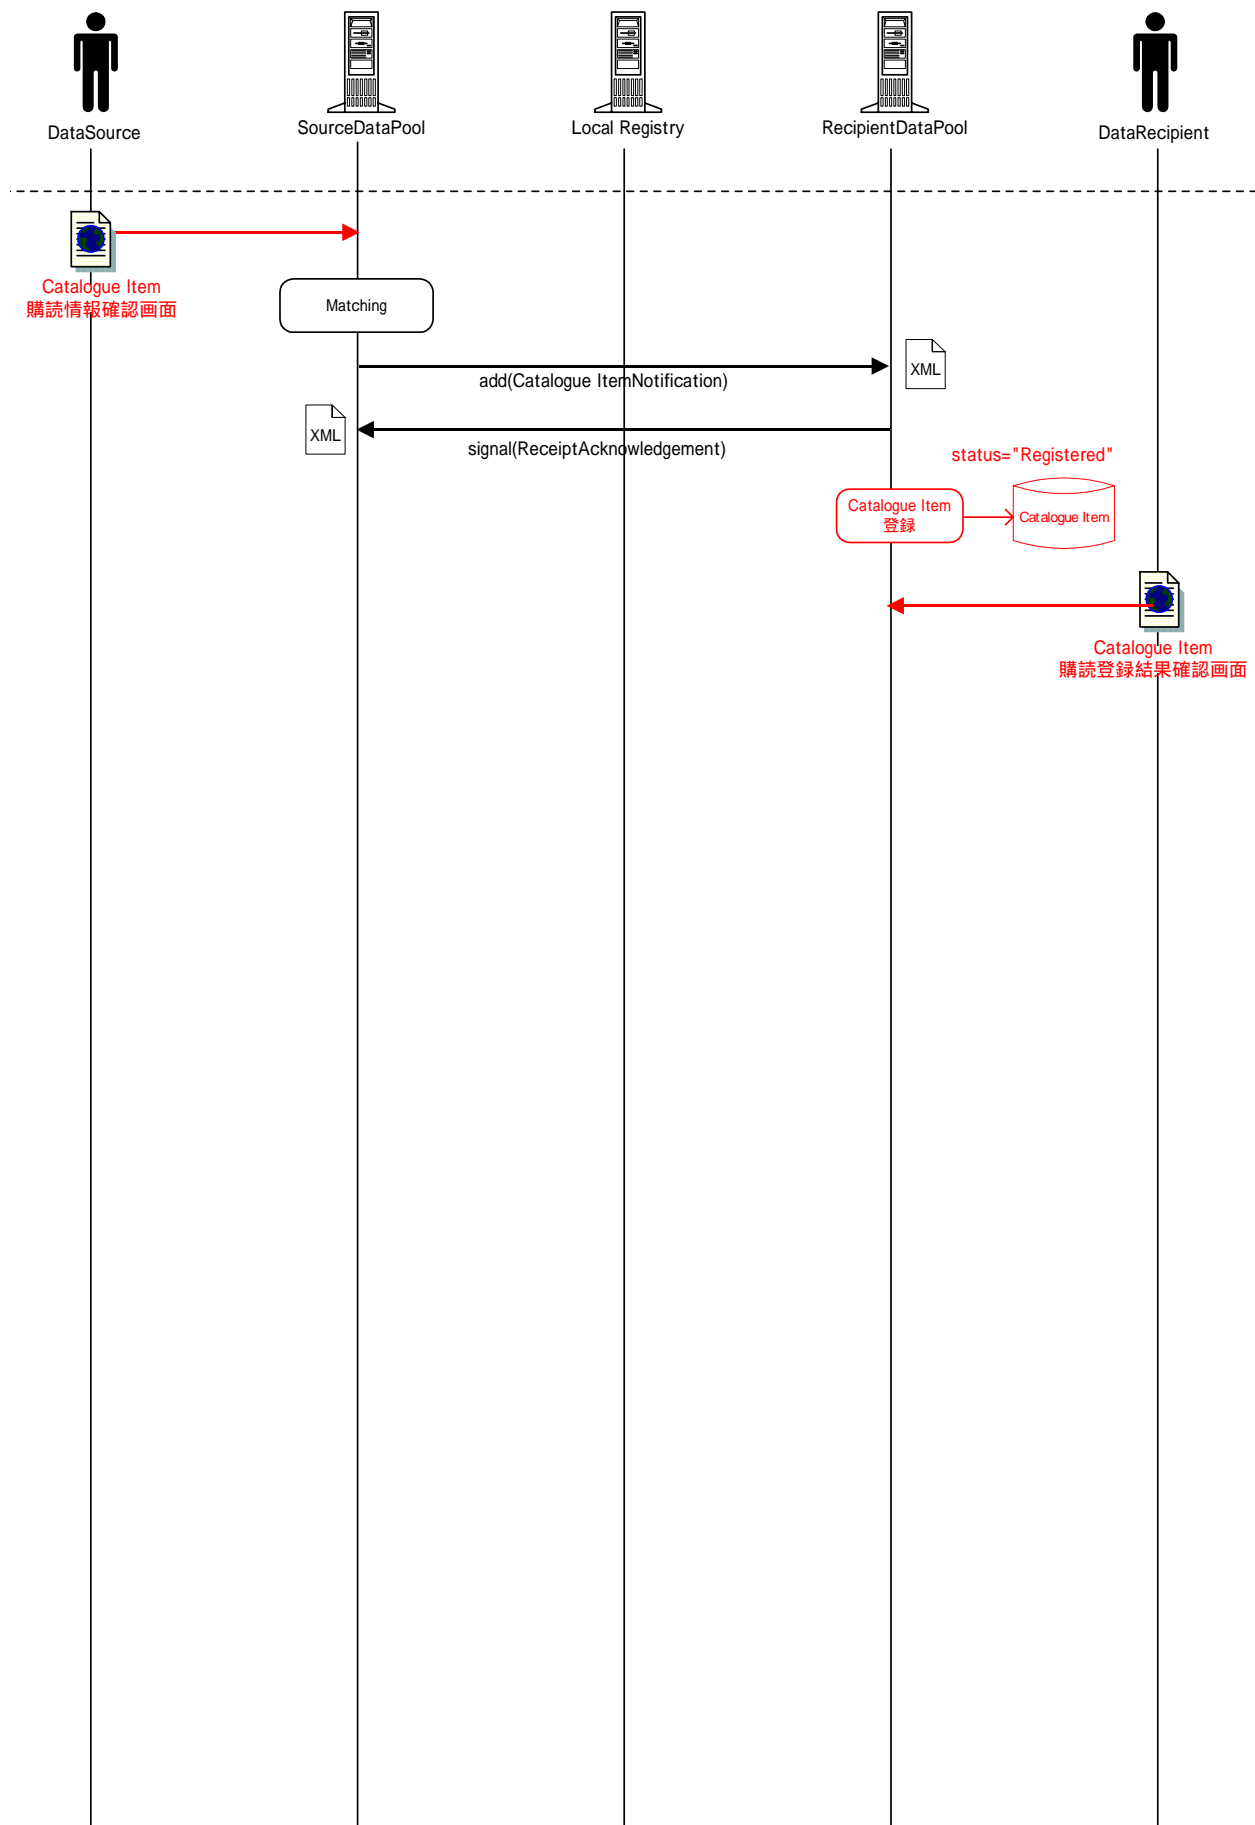 DataSource
SourceDataPool
Local Registry
RecipientDataPool
DataRecipient
Catalogue Item
購読情報確認画面
Matching
add(Catalogue ItemNotification)
XML
XML
signal(ReceiptAcknowledgement)
status="Registered"
Catalogue Item
登録
Catalogue Item
Catalogue Item
購読登録結果確認画面